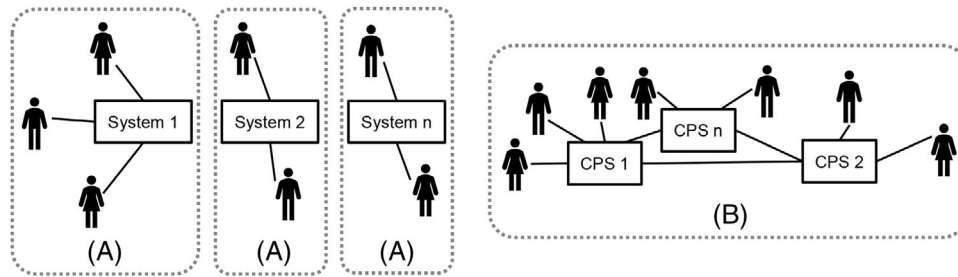 System 1
System 2
System n
(A)
(A)
(A)
CPS n
CPS 1
CPS 2
(B)